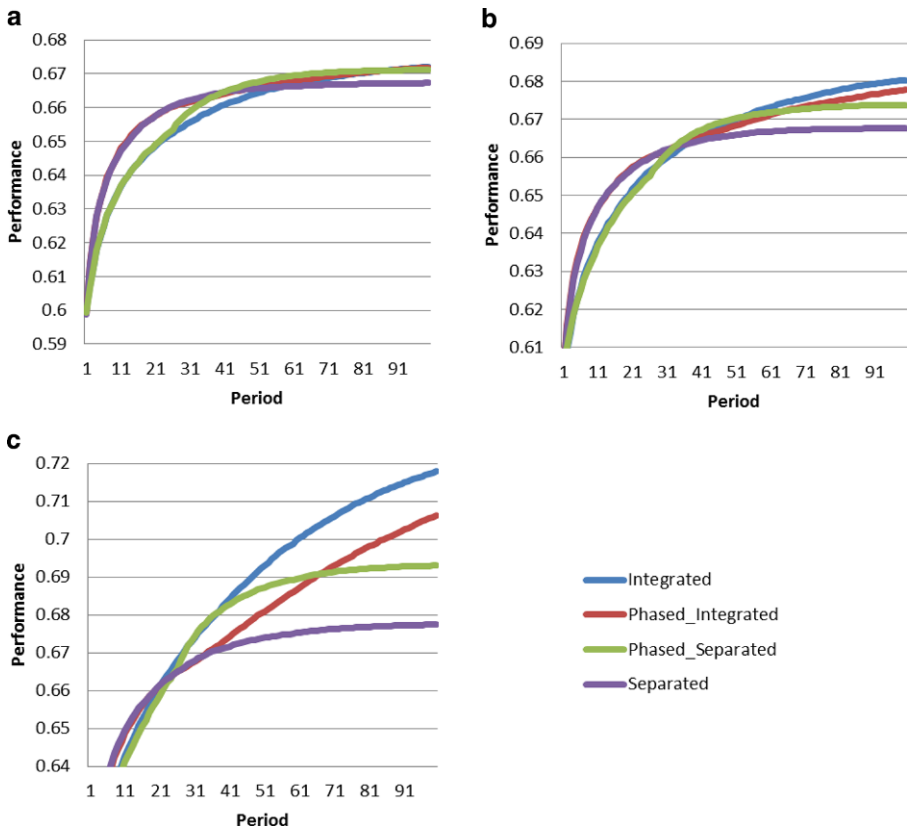 a
0.68
0.67
0.66
0.65
0.64
0.63
0.62
0.61
0.6
0.59
Performance
1 11 21 31 41 51 61 71 81 91
Period
b
0.69
0.68
0.67
0.66
0.65
0.64
0.63
0.62
0.61
Performance
1 11 21 31 41 51 61 71 81 91
Period
c
0.72
0.71
0.7
0.69
0.68
0.67
0.66
0.65
0.64
Performance
1 11 21 31 41 51 61 71 81 91
Period
Integrated
Phased_Integrated
Phased_Separated
Separated